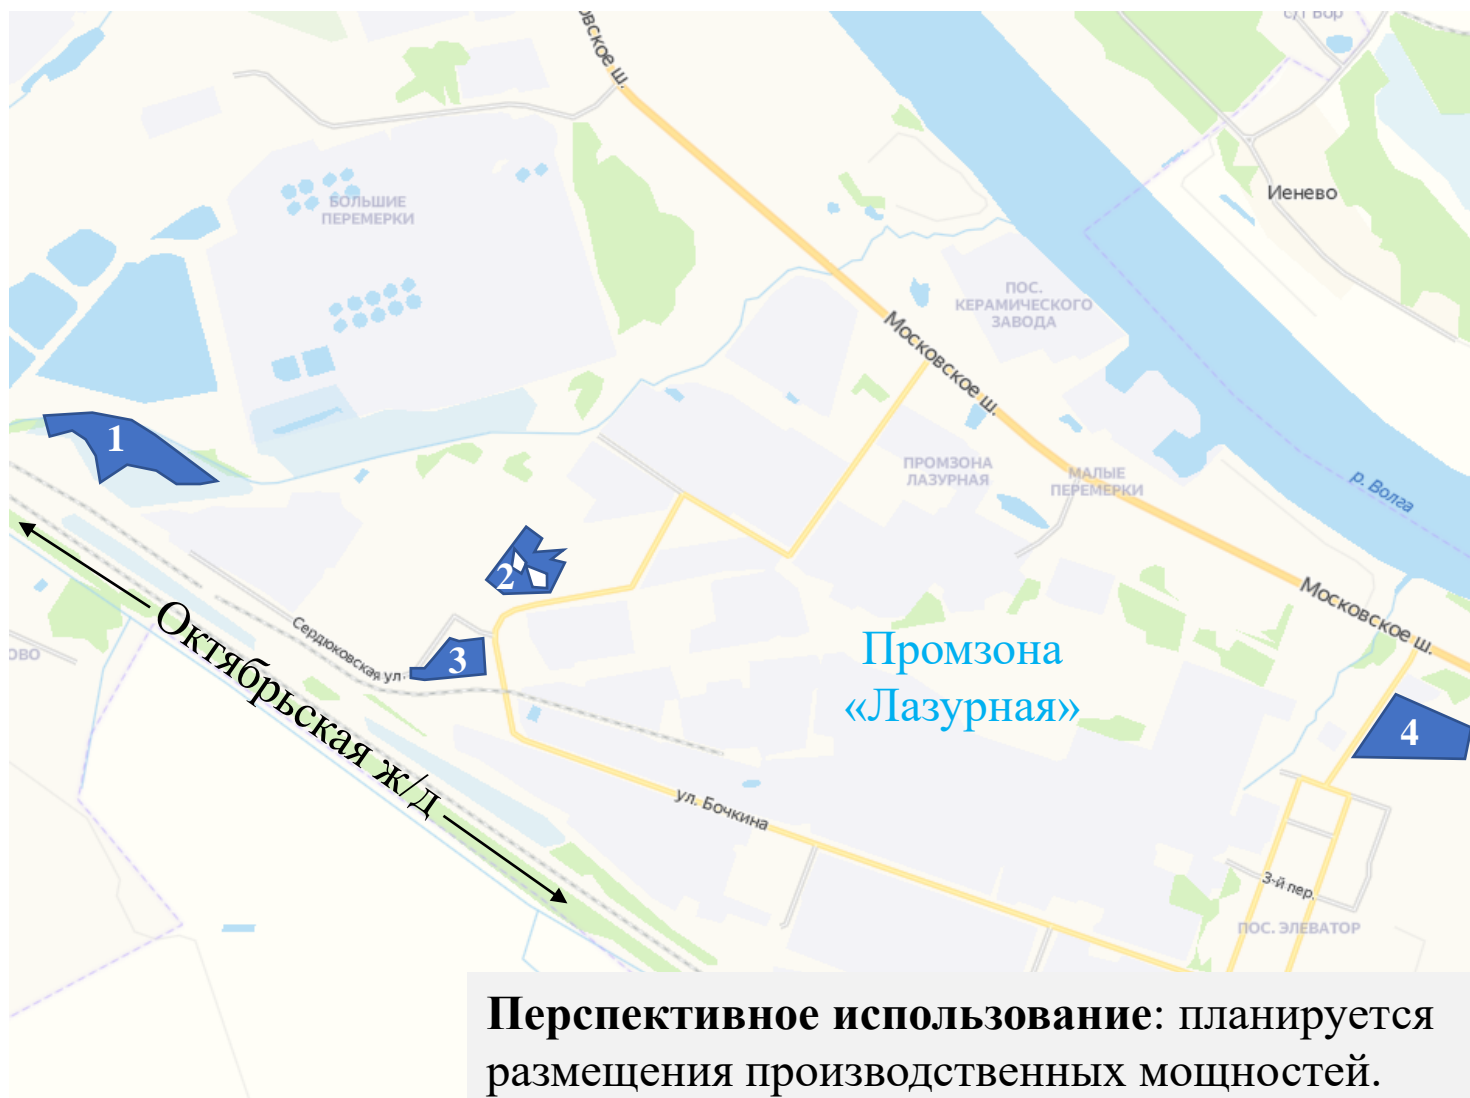 с/т Бор
вское ш.
Иенево
БОЛЬШИЕ
ПЕРЕМЕРКИ
ПОС.
КЕРАМИЧЕСКОГО
ЗАВОДА
Московское ш.
1
ПРОМЗОНА
ЛАЗУРНАЯ
МАЛЫЕ
ПЕРЕМЕРКИ
р. Волга
2
Московское ш.
Сердюковская ул.
ОВО
3
Октябрьская ж/д
Промзона
«Лазурная»
4
ул. Бочкина
3-й пер.
ПОС. ЭЛЕВАТОР
Перспективное использование: планируется
размещения производственных мощностей.